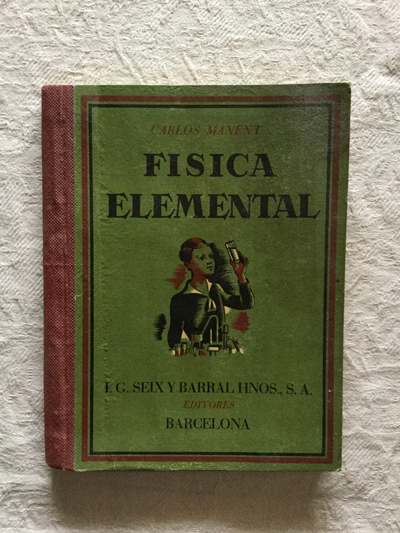 CARLOS MANENT
FISICA
ELEMENTAL
I. G. SEIX Y BARRAL HNOS., S. A.
EDITORES
BARCELONA